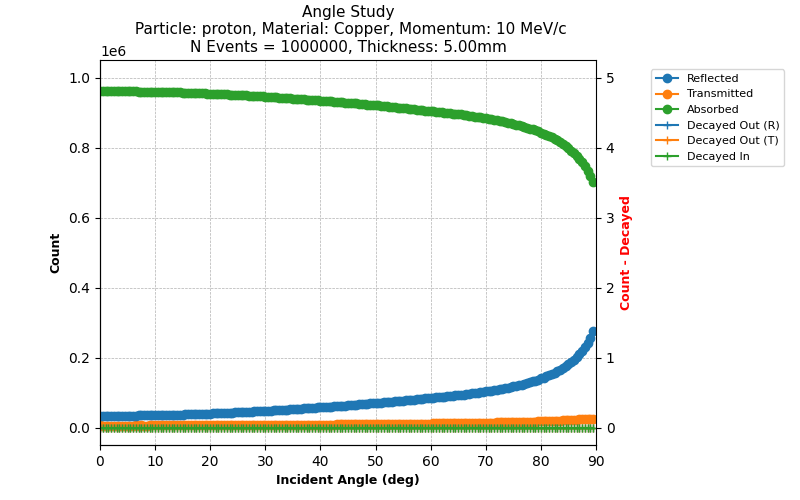 Angle Study
Particle: proton, Material: Copper, Momentum: 10 MeV/c
N Events = 1000000, Thickness: 5.00mm
1e6
1.0
0.8
0.6
0.4
0.2
0.0
Count
0 10 20 30 40 50 60 70 80 90
Incident Angle (deg)
5
4
3
2
1
0
Count - Decayed
Reflected
Transmitted
Absorbed
Decayed Out (R)
Decayed Out (T)
Decayed In